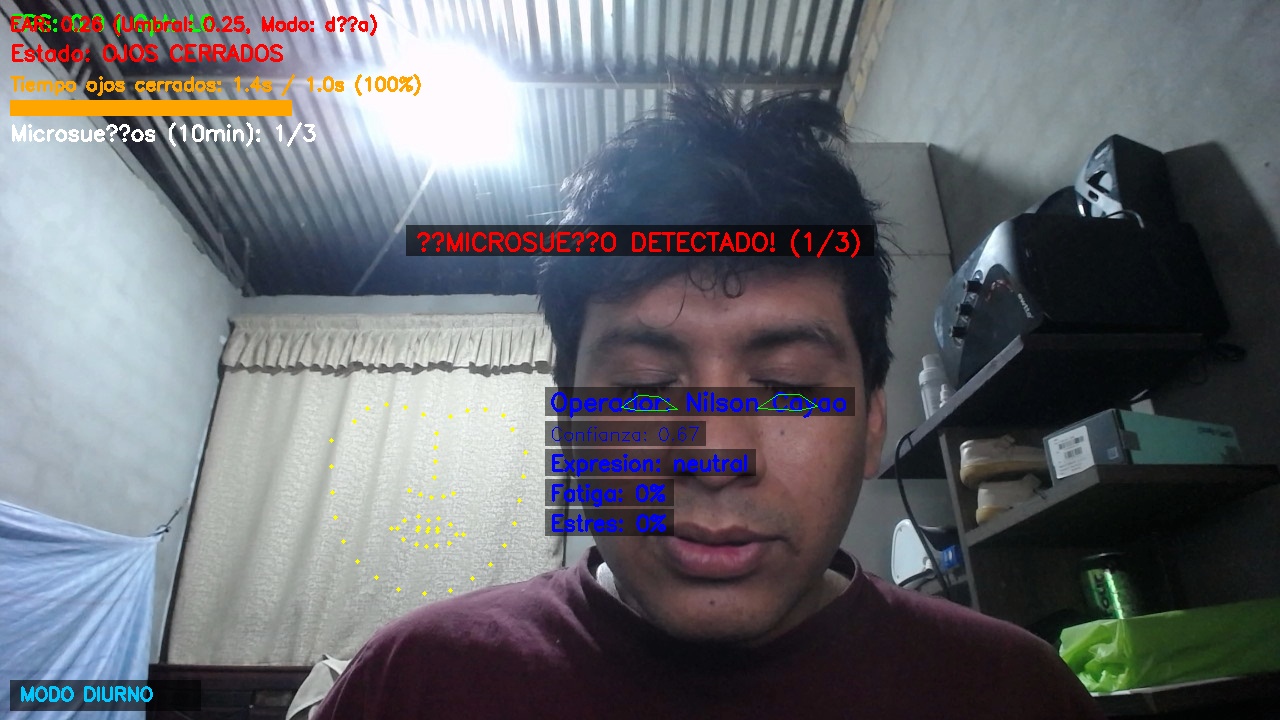 EAR: 0.26 (Umbral: 0.25, Modo: d??a)
Estado: OJOS CERRADOS
Tiempo ojos cerrados: 1.4s / 1.0s (100%)
Microsue??os (10min): 1/3
??MICROSUE??O DETECTADO! (1/3)
Operador: Nilson Cayao
Confianza: 0.67
Expresion: neutral
Fatiga: 0%
Estres: 0%
MODO DIURNO